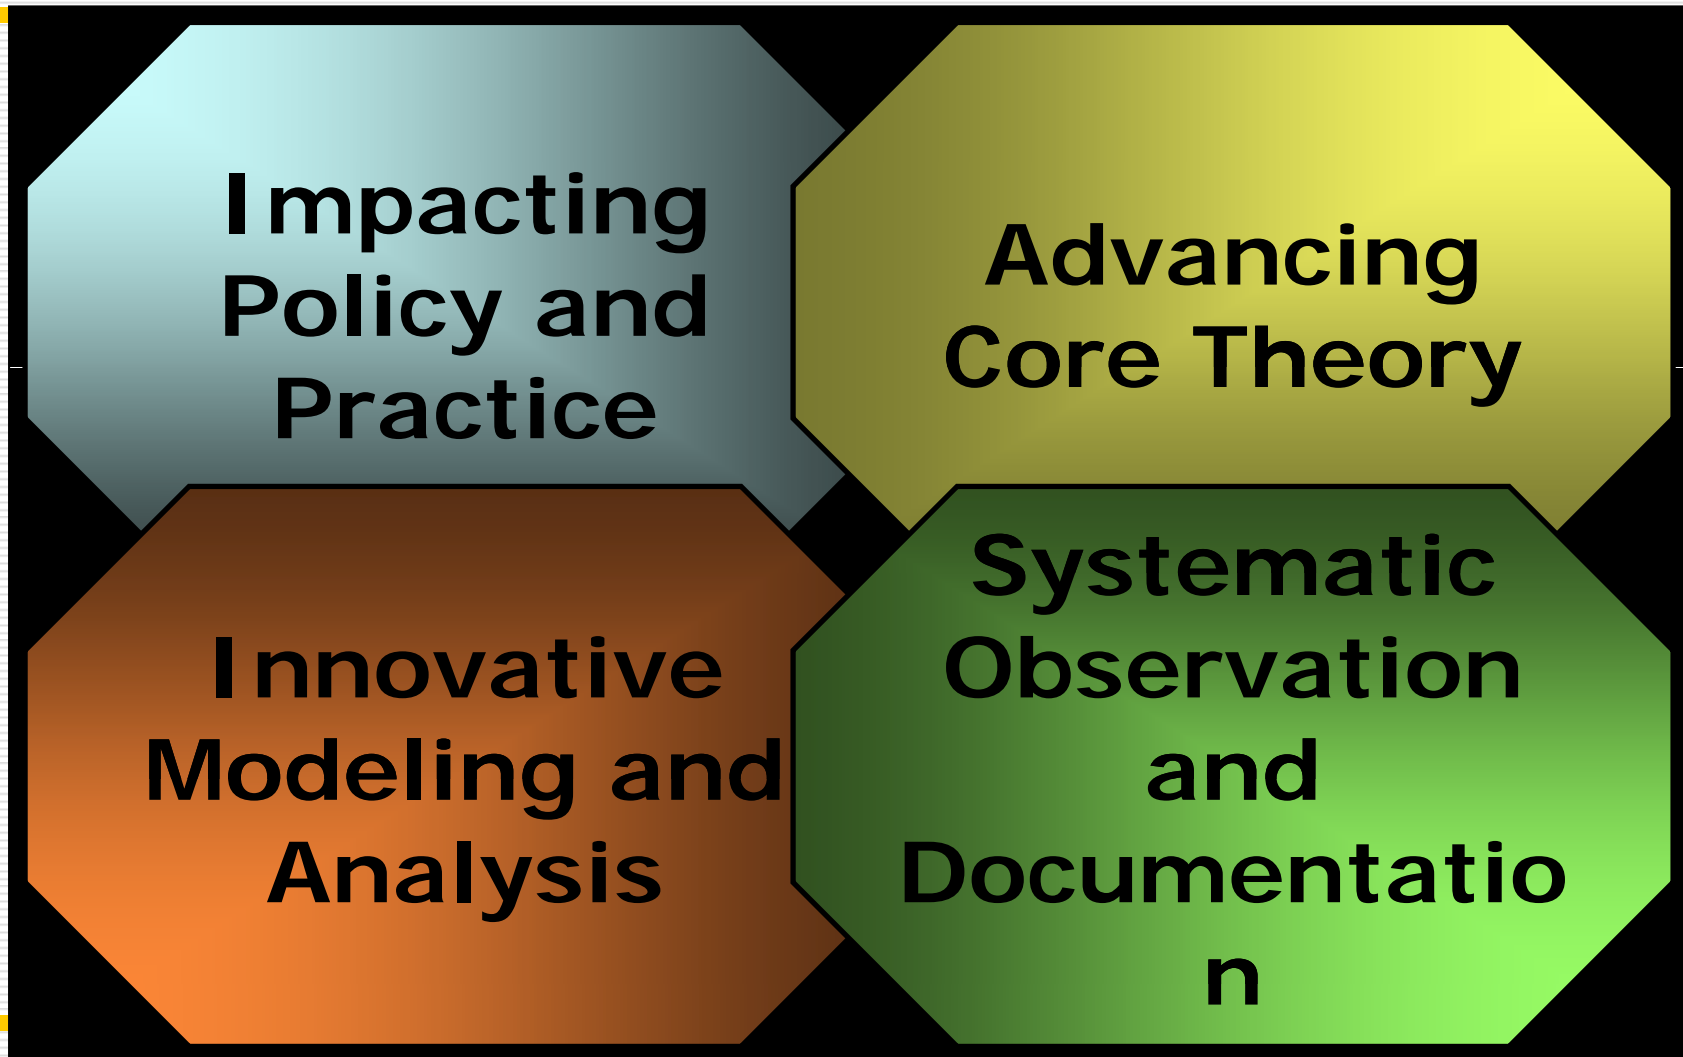 Impacting
Policy and
Practice
Advancing
Core Theory
Innovative
Modeling and
Analysis
Systematic
Observation
and
Documentatio
n